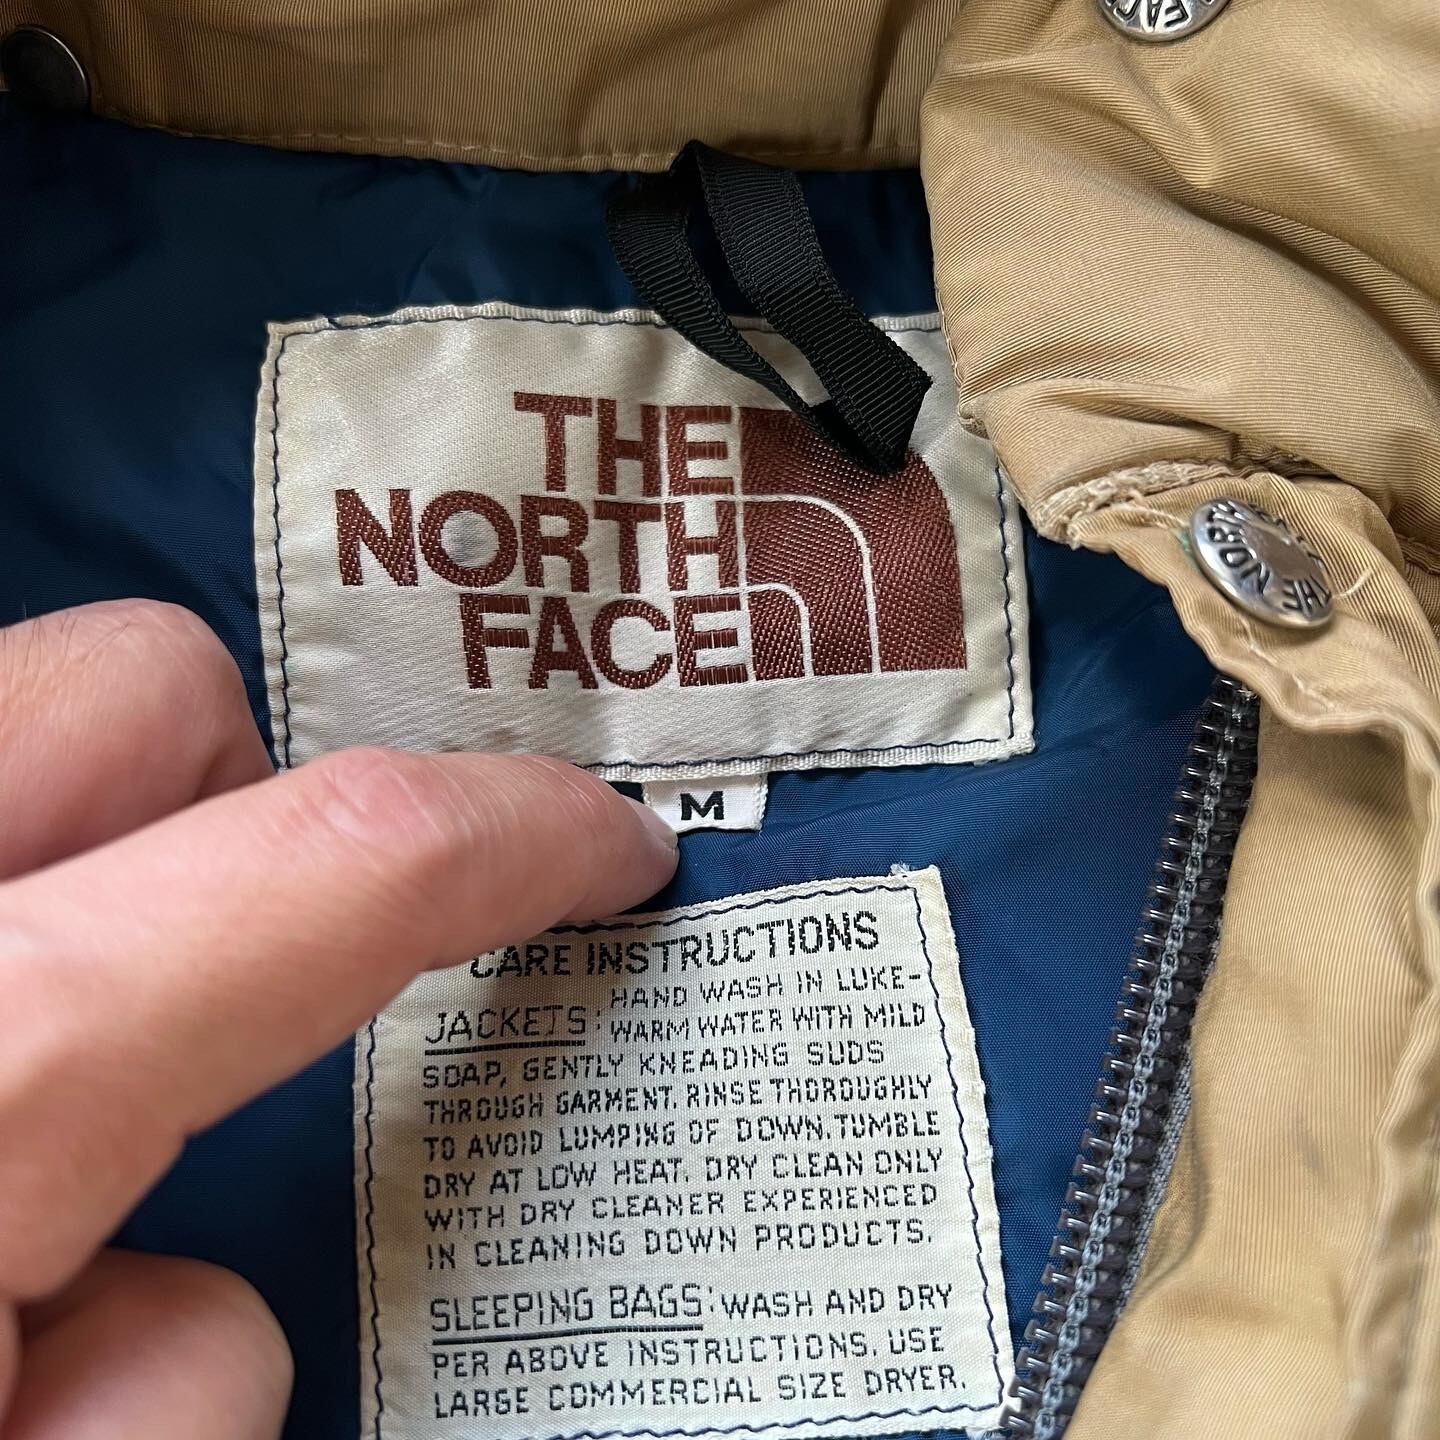 FACE
THE
NORTH
FACE
THE NORTH
M
CARE INSTRUCTIONS
JACKETS: HAND WASH IN LUKE-
WARM WATER WITH MILD
SOAP, GENTLY KNEADING SUDS
THROUGH GARMENT. RINSE THOROUGHLY
TO AVOID LUMPING OF DOWN. TUMBLE
DRY AT LOW HEAT. DRY CLEAN ONLY
WITH DRY CLEANER EXPERIENCED
IN CLEANING DOWN PRODUCTS.
SLEEPING BAGS: WASH AND DRY
PER ABOVE INSTRUCTIONS. USE
LARGE COMMERCIAL SIZE DRYER.